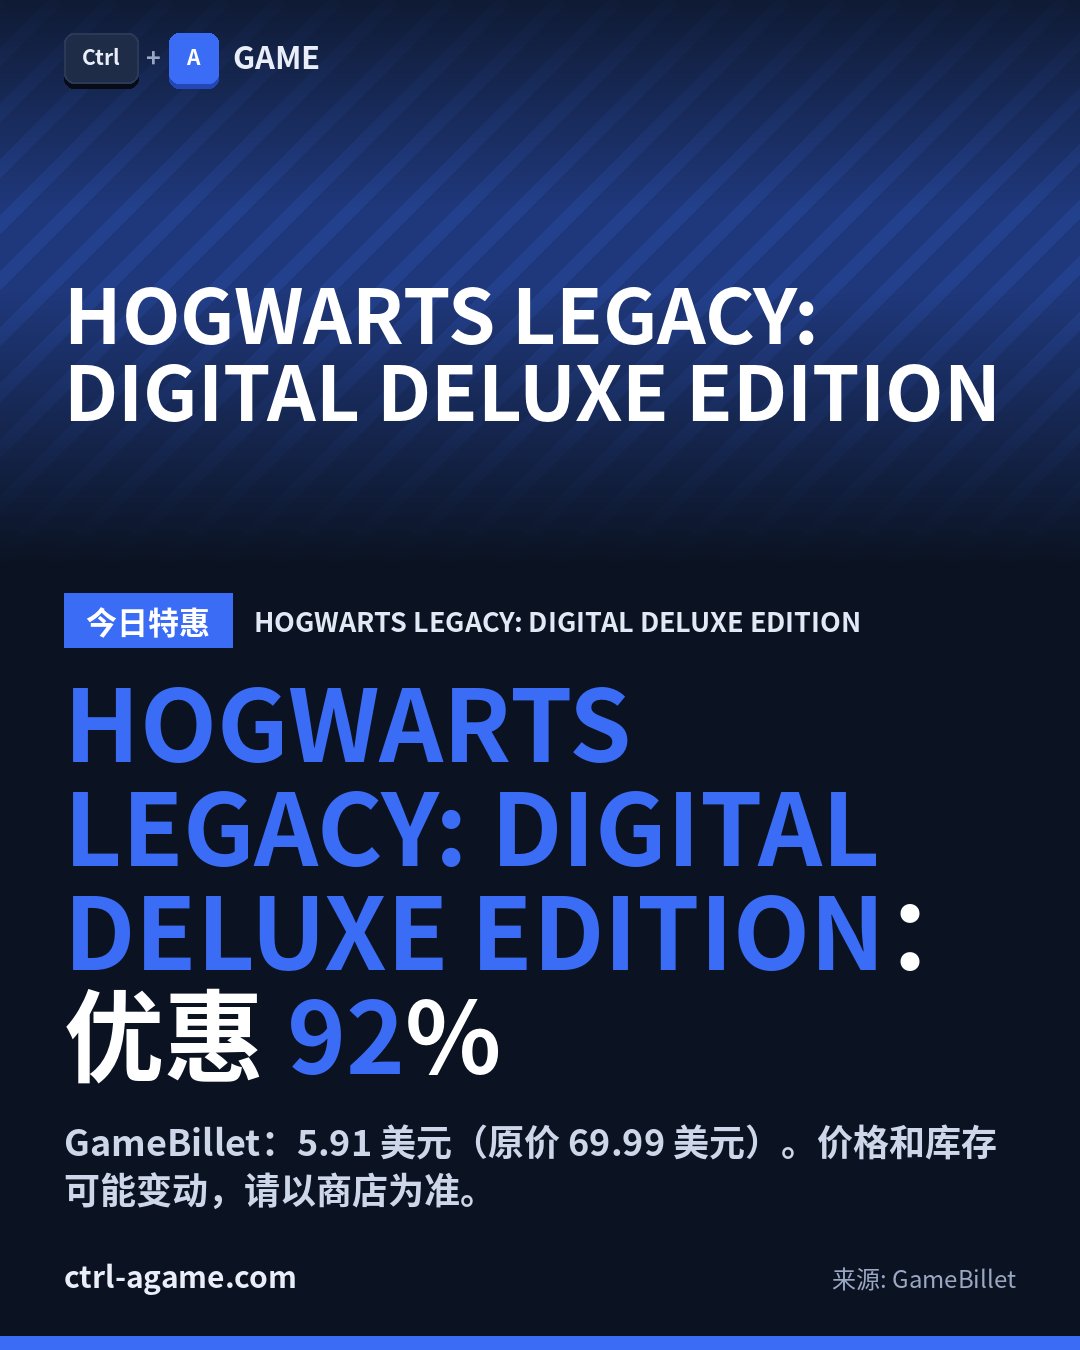 Ctrl + A GAME
HOGWARTS LEGACY:
DIGITAL DELUXE EDITION
今日特惠 HOGWARTS LEGACY: DIGITAL DELUXE EDITION
HOGWARTS
LEGACY: DIGITAL
DELUXE EDITION：
优惠 92%
GameBillet：5.91 美元（原价 69.99 美元）。价格和库存
可能变动，请以商店为准。
ctrl-agame.com 来源: GameBillet